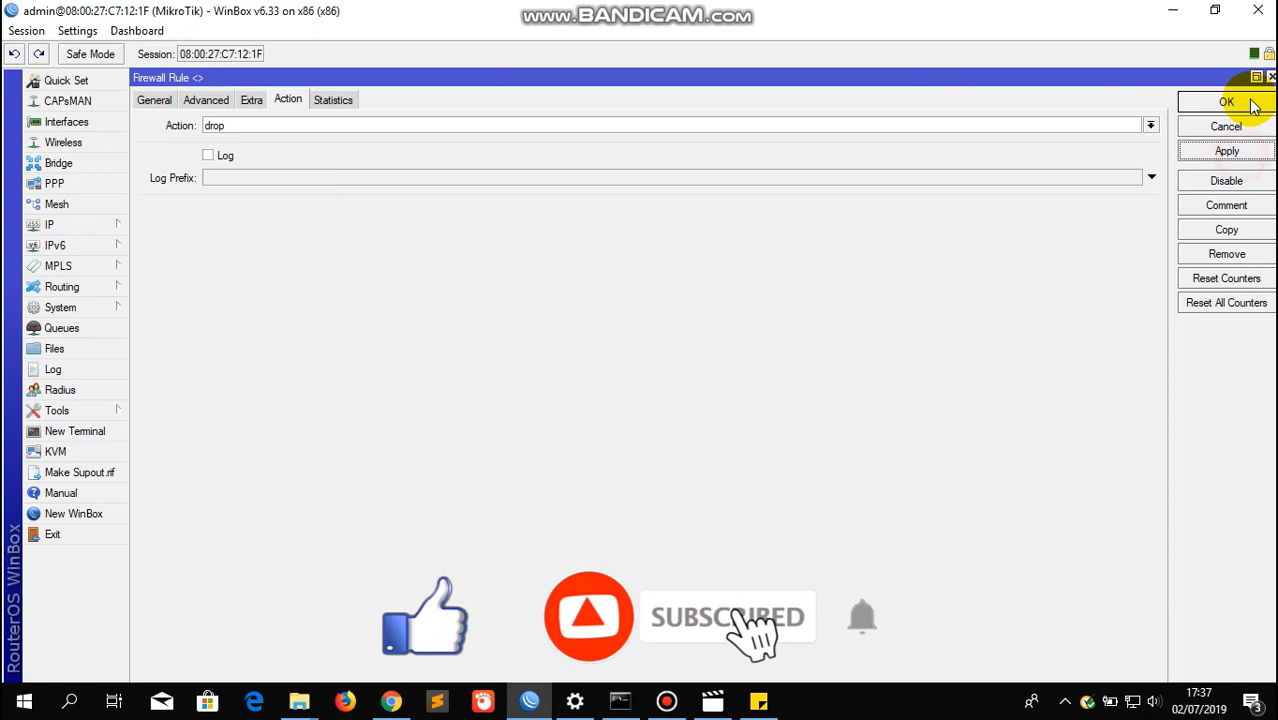 admin@08:00:27:C7:12:1F (MikroTik) - WinBox v6.33 on x86 (x86)
www.BANDICAM.com
Session Settings Dashboard
Safe Mode Session: 08:00:27:C7:12:1F
Quick Set
CAPsMAN
Interfaces
Wireless
Bridge
PPP
Mesh
IP
IPv6
MPLS
Routing
System
Queues
Files
Log
Radius
Tools
New Terminal
KVM
Make Supout.rif
Manual
New WinBox
Exit
RouterOS WinBox
Firewall Rule <>
General Advanced Extra Action Statistics
Action: drop
Log
Log Prefix:
OK
Cancel
Apply
Disable
Comment
Copy
Remove
Reset Counters
Reset All Counters
SUBSCRIBED
17:37
02/07/2019
3